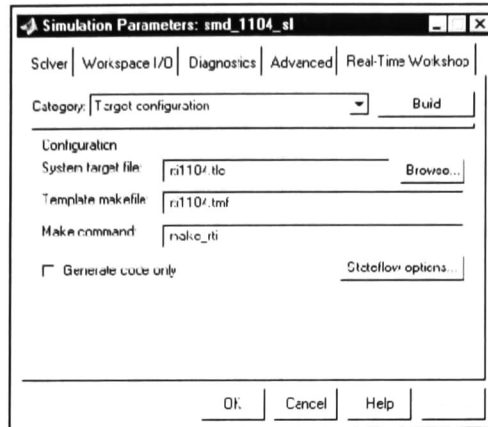 Simulation Parameters: smd_1104_sl
Solver Workspace I/O Diagnostics Advanced Real-Time Workshop
Category: Target configuration Build
Configuration
System target file: rti1104.tlc Browse...
Template makefile: rti1104.tmf
Make command: make_rti
Generate code only Stateflow options...
OK Cancel Help